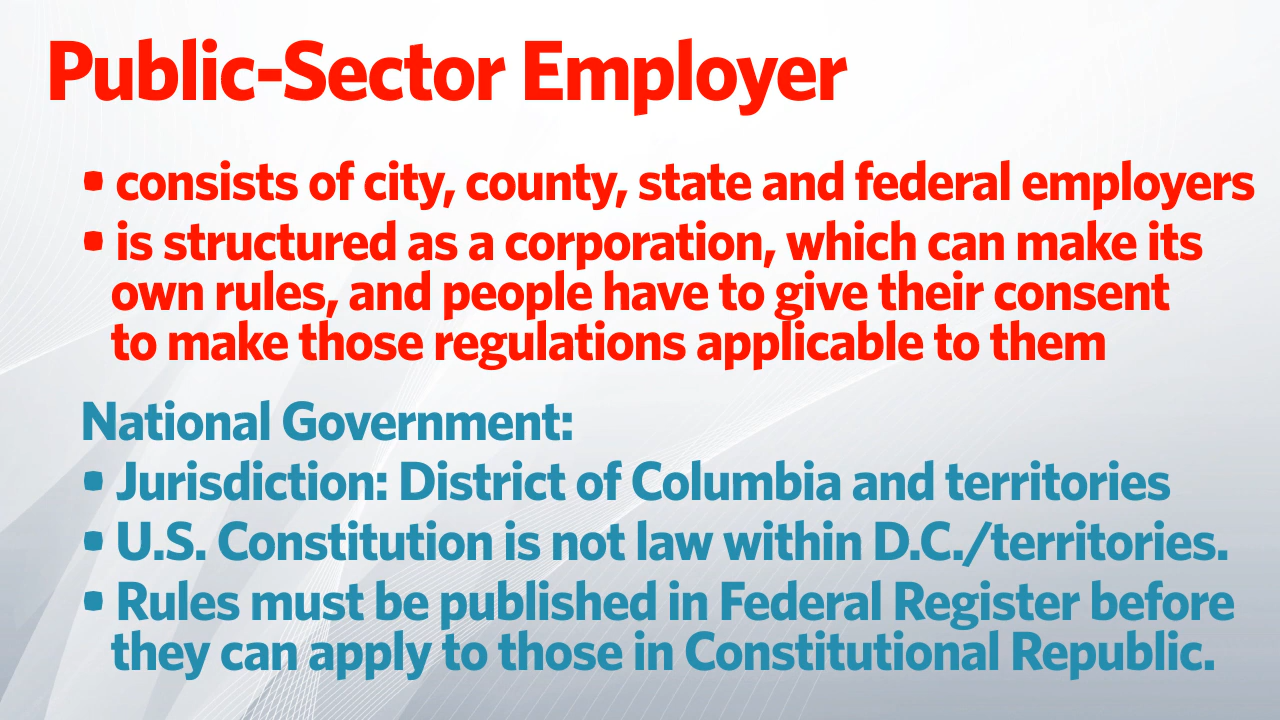 Public-Sector Employer
• consists of city, county, state and federal employers
• is structured as a corporation, which can make its
own rules, and people have to give their consent
to make those regulations applicable to them
National Government:
• Jurisdiction: District of Columbia and territories
• U.S. Constitution is not law within D.C./territories.
• Rules must be published in Federal Register before
they can apply to those in Constitutional Republic.